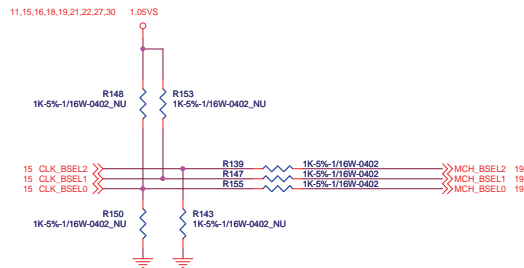 11,15,16,18,19,21,22,27,30 1.05VS
R148 R153
1K-5%-1/16W-0402_NU 1K-5%-1/16W-0402_NU
15 CLK_BSEL2 R139 1K-5%-1/16W-0402 MCH_BSEL2 19
15 CLK_BSEL1 R147 1K-5%-1/16W-0402 MCH_BSEL1 19
15 CLK_BSEL0 R155 1K-5%-1/16W-0402 MCH_BSEL0 19
R150 R143
1K-5%-1/16W-0402_NU 1K-5%-1/16W-0402_NU